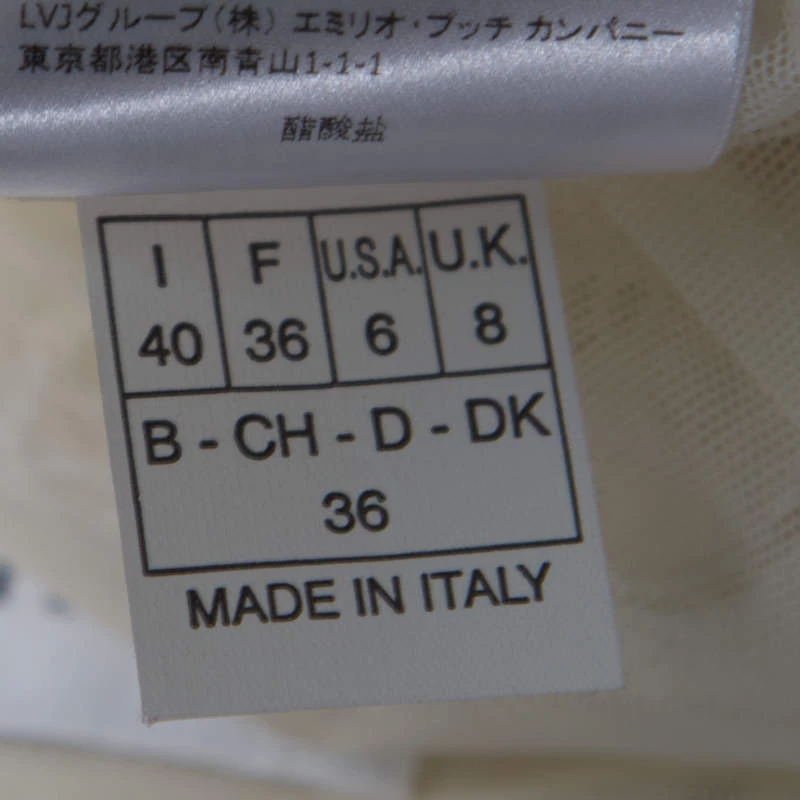 LVJグループ(株) エミリオ・プッチ カンパニー
東京都港区南青山1-1-1
醋酸盐
I F U.S.A. U.K.
40 36 6 8
B - CH - D - DK
36
MADE IN ITALY